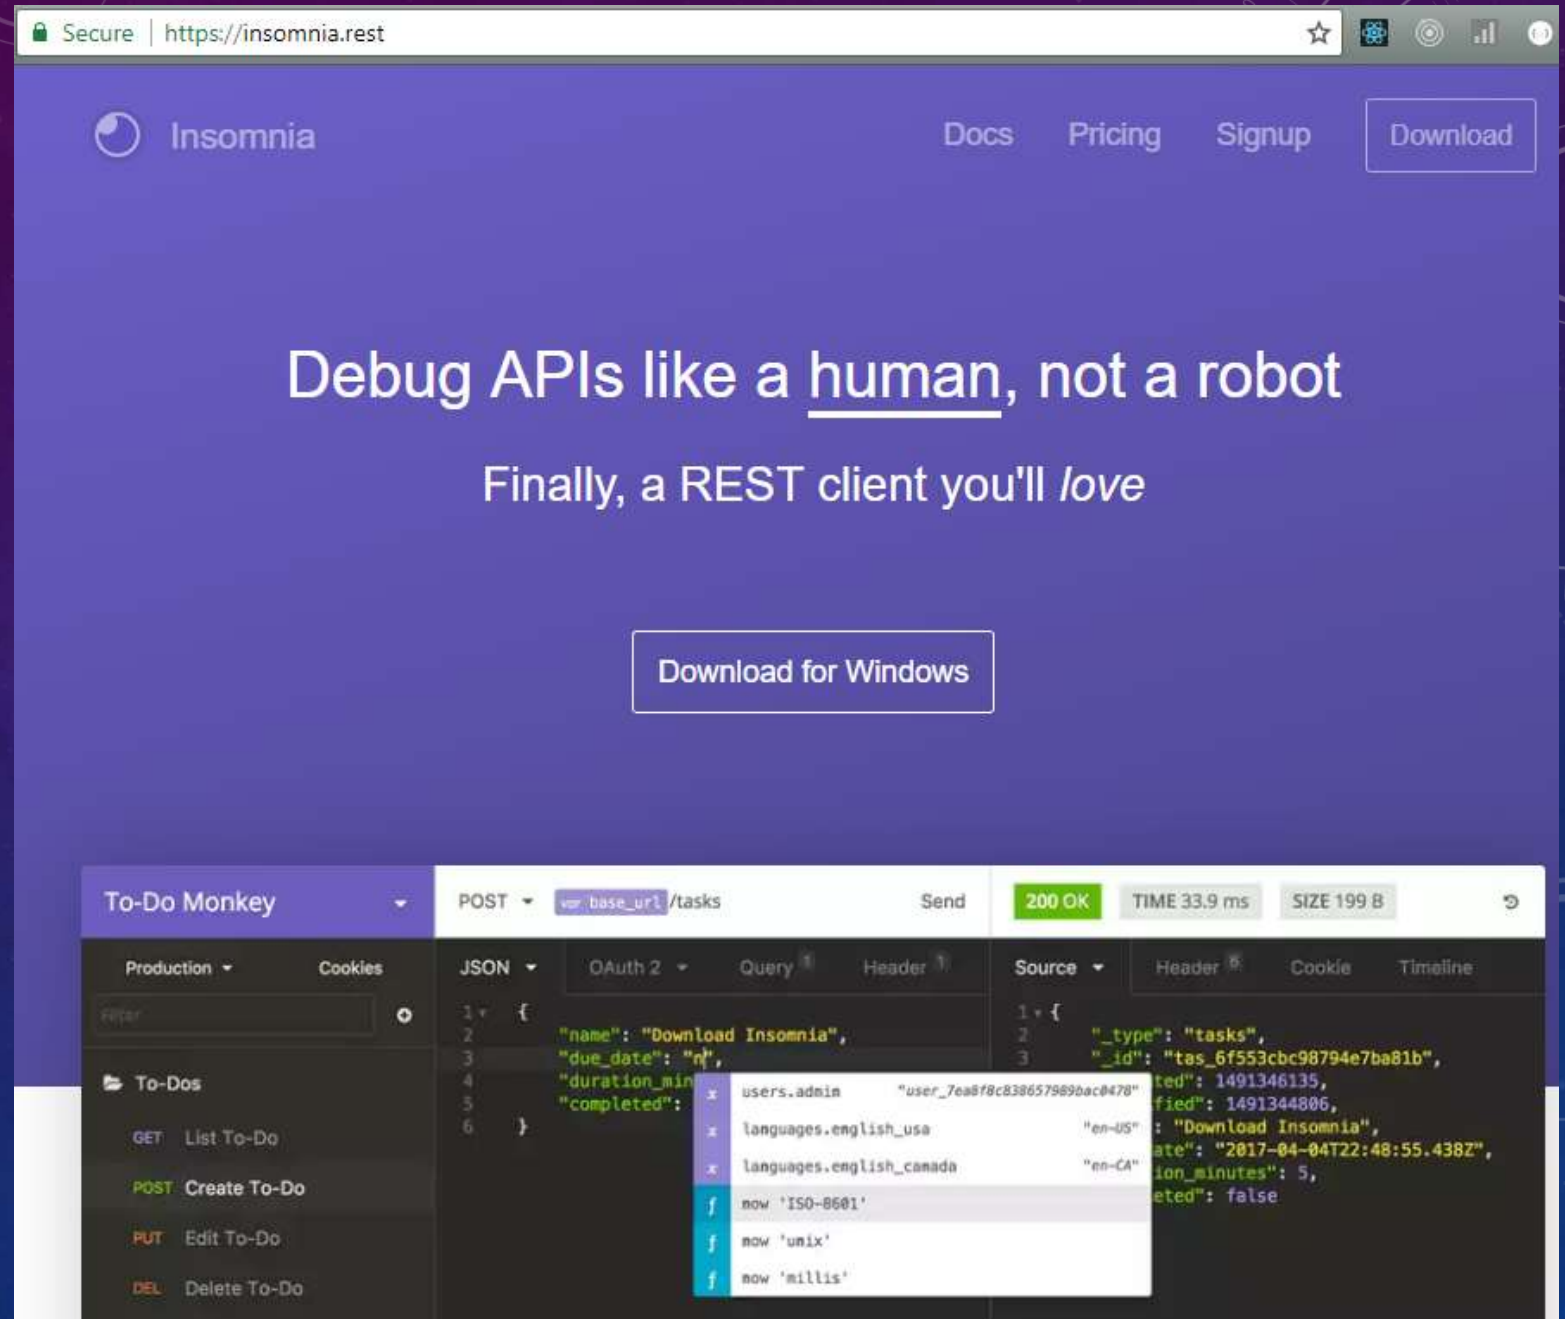 Secure | https://insomnia.rest
Insomnia Docs Pricing Signup Download
Debug APIs like a human, not a robot
Finally, a REST client you'll love
Download for Windows
To-Do Monkey POST var base_url /tasks Send 200 OK TIME 33.9 ms SIZE 199 B
Production Cookies JSON OAuth 2 Query 1 Header 1 Source Header 6 Cookie Timeline
Filter
1 {
2 "name": "Download Insomnia",
3 "due_date": "n",
4 "duration_min
5 "completed":
6 }
1 {
2 "_type": "tasks",
3 "_id": "tas_6f553cbc98794e7ba81b",
ted": 1491346135,
fied": 1491344806,
: "Download Insomnia",
ate": "2017-04-04T22:48:55.438Z",
ion_minutes": 5,
eted": false
x users.admin "user_7ea8f8c838657989bac0478"
x languages.english_usa "en-US"
x languages.english_canada "en-CA"
f now 'ISO-8601'
f now 'unix'
f now 'millis'
To-Dos
GET List To-Do
POST Create To-Do
PUT Edit To-Do
DEL Delete To-Do